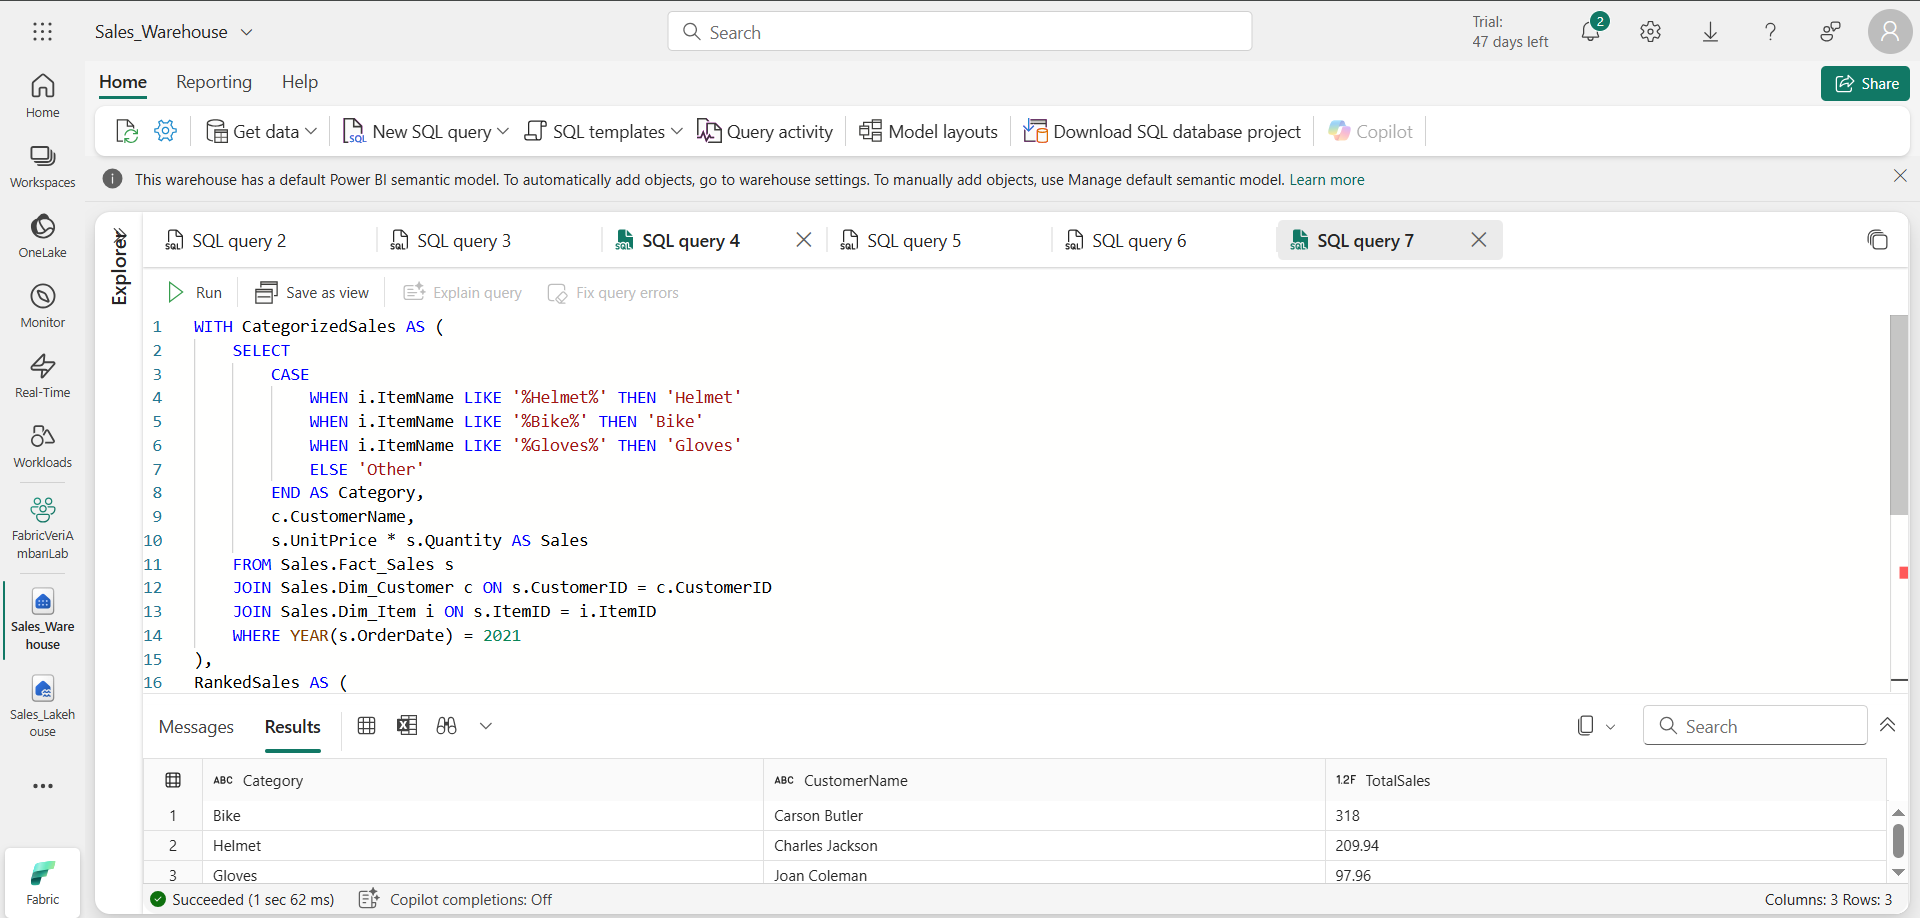 Sales_Warehouse
Search
Trial:
47 days left
2
Home
Reporting
Help
Share
Get data
New SQL query
SQL templates
Query activity
Model layouts
Download SQL database project
Copilot
This warehouse has a default Power BI semantic model. To automatically add objects, go to warehouse settings. To manually add objects, use Manage default semantic model. Learn more
Home
Workspaces
OneLake
Monitor
Real-Time
Workloads
FabricVeriA
mbarıLab
Sales_Ware
house
Sales_Lakeh
ouse
Fabric
Explorer
SQL query 2
SQL query 3
SQL query 4
SQL query 5
SQL query 6
SQL query 7
Run
Save as view
Explain query
Fix query errors
1 WITH CategorizedSales AS (
2 SELECT
3 CASE
4 WHEN i.ItemName LIKE '%Helmet%' THEN 'Helmet'
5 WHEN i.ItemName LIKE '%Bike%' THEN 'Bike'
6 WHEN i.ItemName LIKE '%Gloves%' THEN 'Gloves'
7 ELSE 'Other'
8 END AS Category,
9 c.CustomerName,
10 s.UnitPrice * s.Quantity AS Sales
11 FROM Sales.Fact_Sales s
12 JOIN Sales.Dim_Customer c ON s.CustomerID = c.CustomerID
13 JOIN Sales.Dim_Item i ON s.ItemID = i.ItemID
14 WHERE YEAR(s.OrderDate) = 2021
15 ),
16 RankedSales AS (
Messages
Results
Search
ABC Category
ABC CustomerName
1.2F TotalSales
1 Bike Carson Butler 318
2 Helmet Charles Jackson 209.94
3 Gloves Joan Coleman 97.96
Succeeded (1 sec 62 ms)
Copilot completions: Off
Columns: 3 Rows: 3